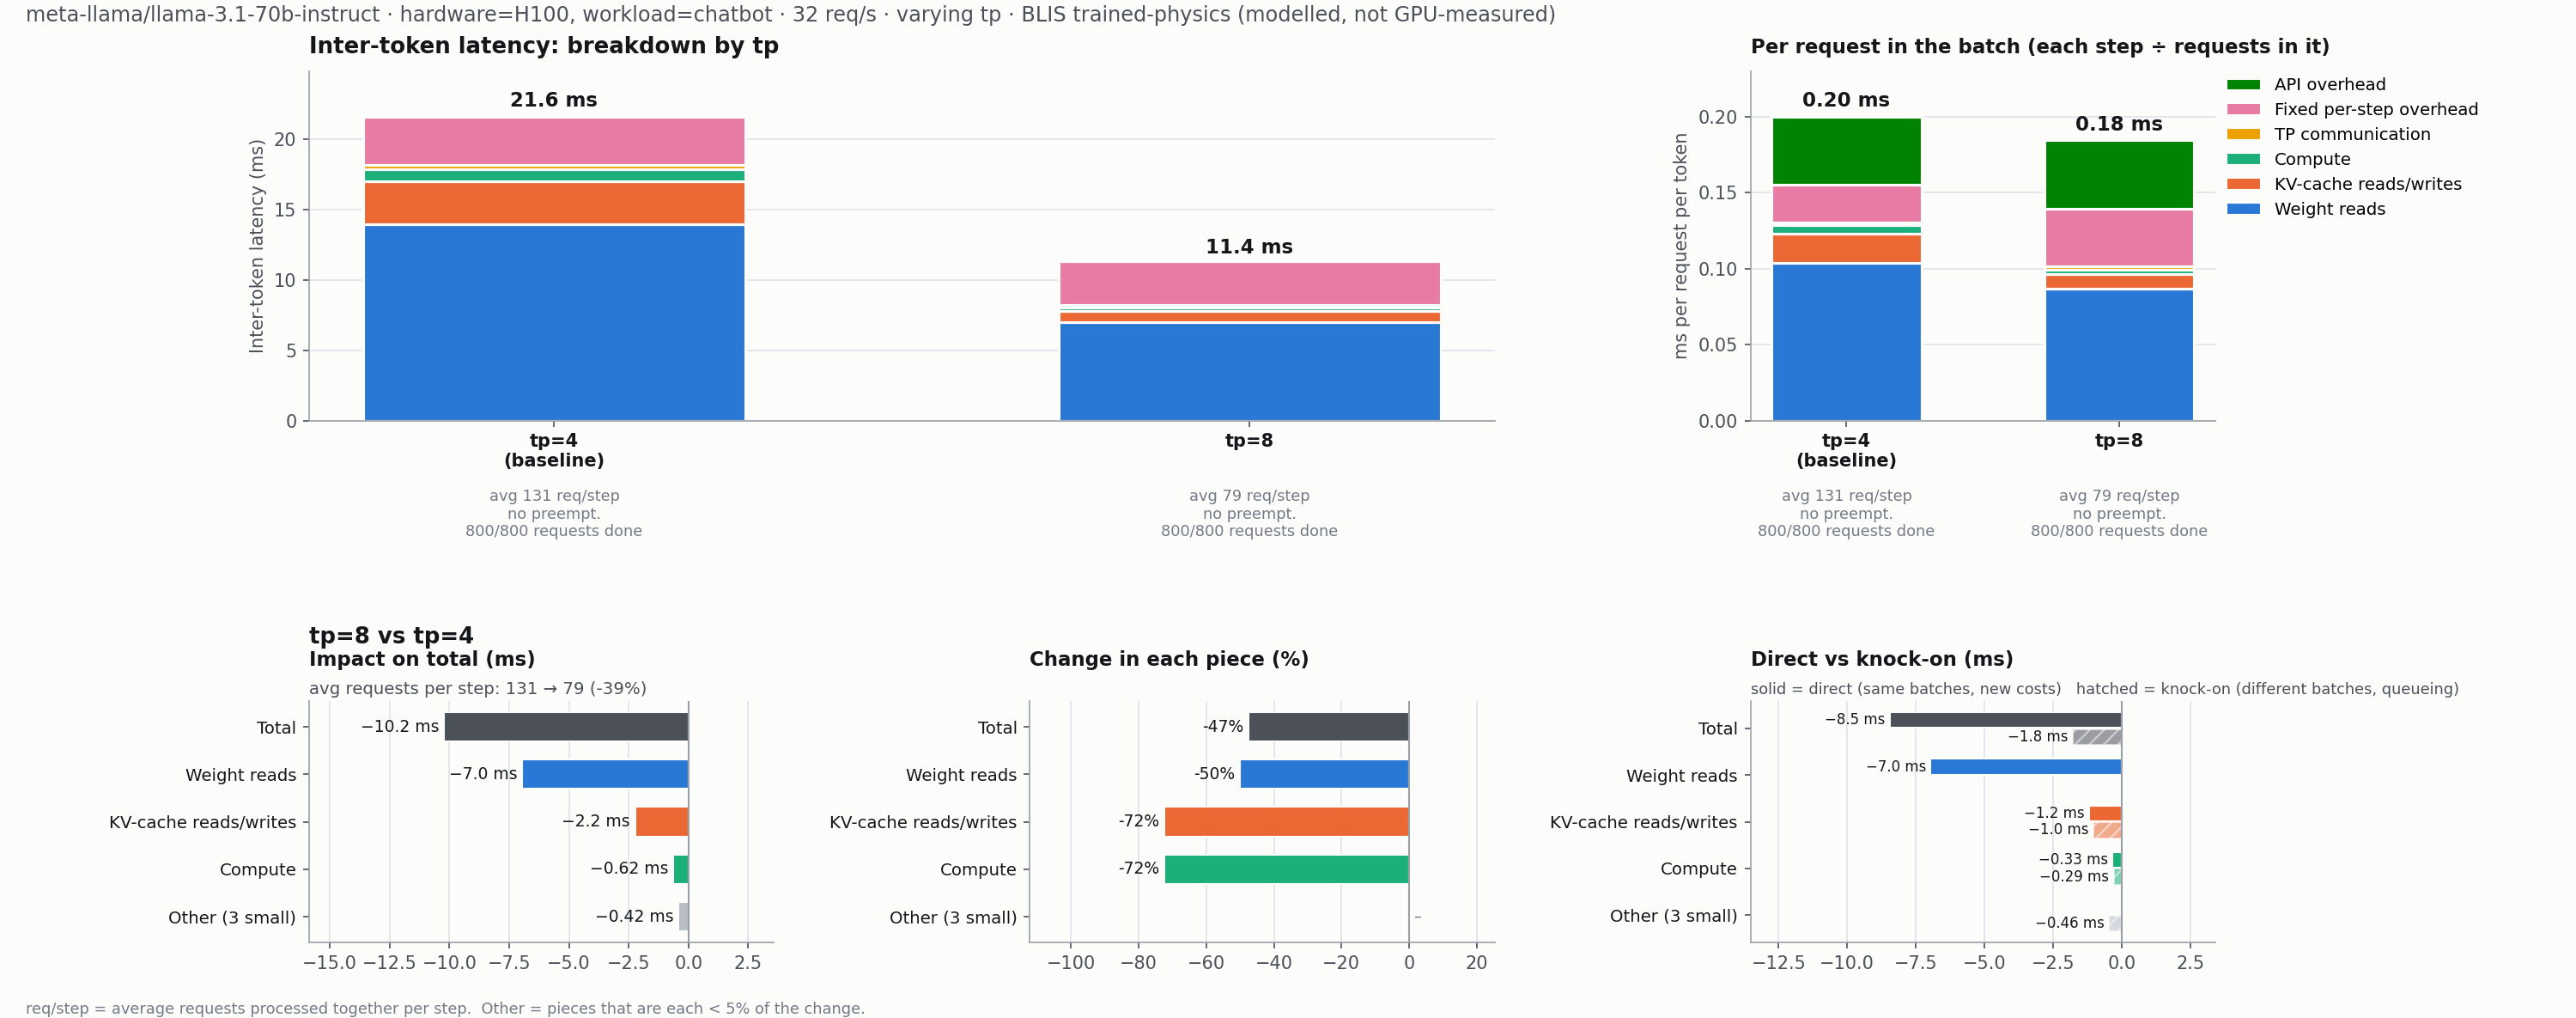 meta-llama/llama-3.1-70b-instruct · hardware=H100, workload=chatbot · 32 req/s · varying tp · BLIS trained-physics (modelled, not GPU-measured)
Inter-token latency: breakdown by tp
Inter-token latency (ms)
20
15
10
5
0
21.6 ms
11.4 ms
tp=4
(baseline)
tp=8
avg 131 req/step
no preempt.
800/800 requests done
avg 79 req/step
no preempt.
800/800 requests done
Per request in the batch (each step ÷ requests in it)
ms per request per token
0.20
0.15
0.10
0.05
0.00
0.20 ms
0.18 ms
tp=4
(baseline)
tp=8
avg 131 req/step
no preempt.
800/800 requests done
avg 79 req/step
no preempt.
800/800 requests done
API overhead
Fixed per-step overhead
TP communication
Compute
KV-cache reads/writes
Weight reads
tp=8 vs tp=4
Impact on total (ms)
avg requests per step: 131 → 79 (-39%)
Total
−10.2 ms
Weight reads
−7.0 ms
KV-cache reads/writes
−2.2 ms
Compute
−0.62 ms
Other (3 small)
−0.42 ms
−15.0 −12.5 −10.0 −7.5 −5.0 −2.5 0.0 2.5
Change in each piece (%)
Total
-47%
Weight reads
-50%
KV-cache reads/writes
-72%
Compute
-72%
Other (3 small)
–
−100 −80 −60 −40 −20 0 20
Direct vs knock-on (ms)
solid = direct (same batches, new costs) hatched = knock-on (different batches, queueing)
Total
−8.5 ms
−1.8 ms
Weight reads
−7.0 ms
KV-cache reads/writes
−1.2 ms
−1.0 ms
Compute
−0.33 ms
−0.29 ms
Other (3 small)
−0.46 ms
−12.5 −10.0 −7.5 −5.0 −2.5 0.0 2.5
req/step = average requests processed together per step. Other = pieces that are each < 5% of the change.